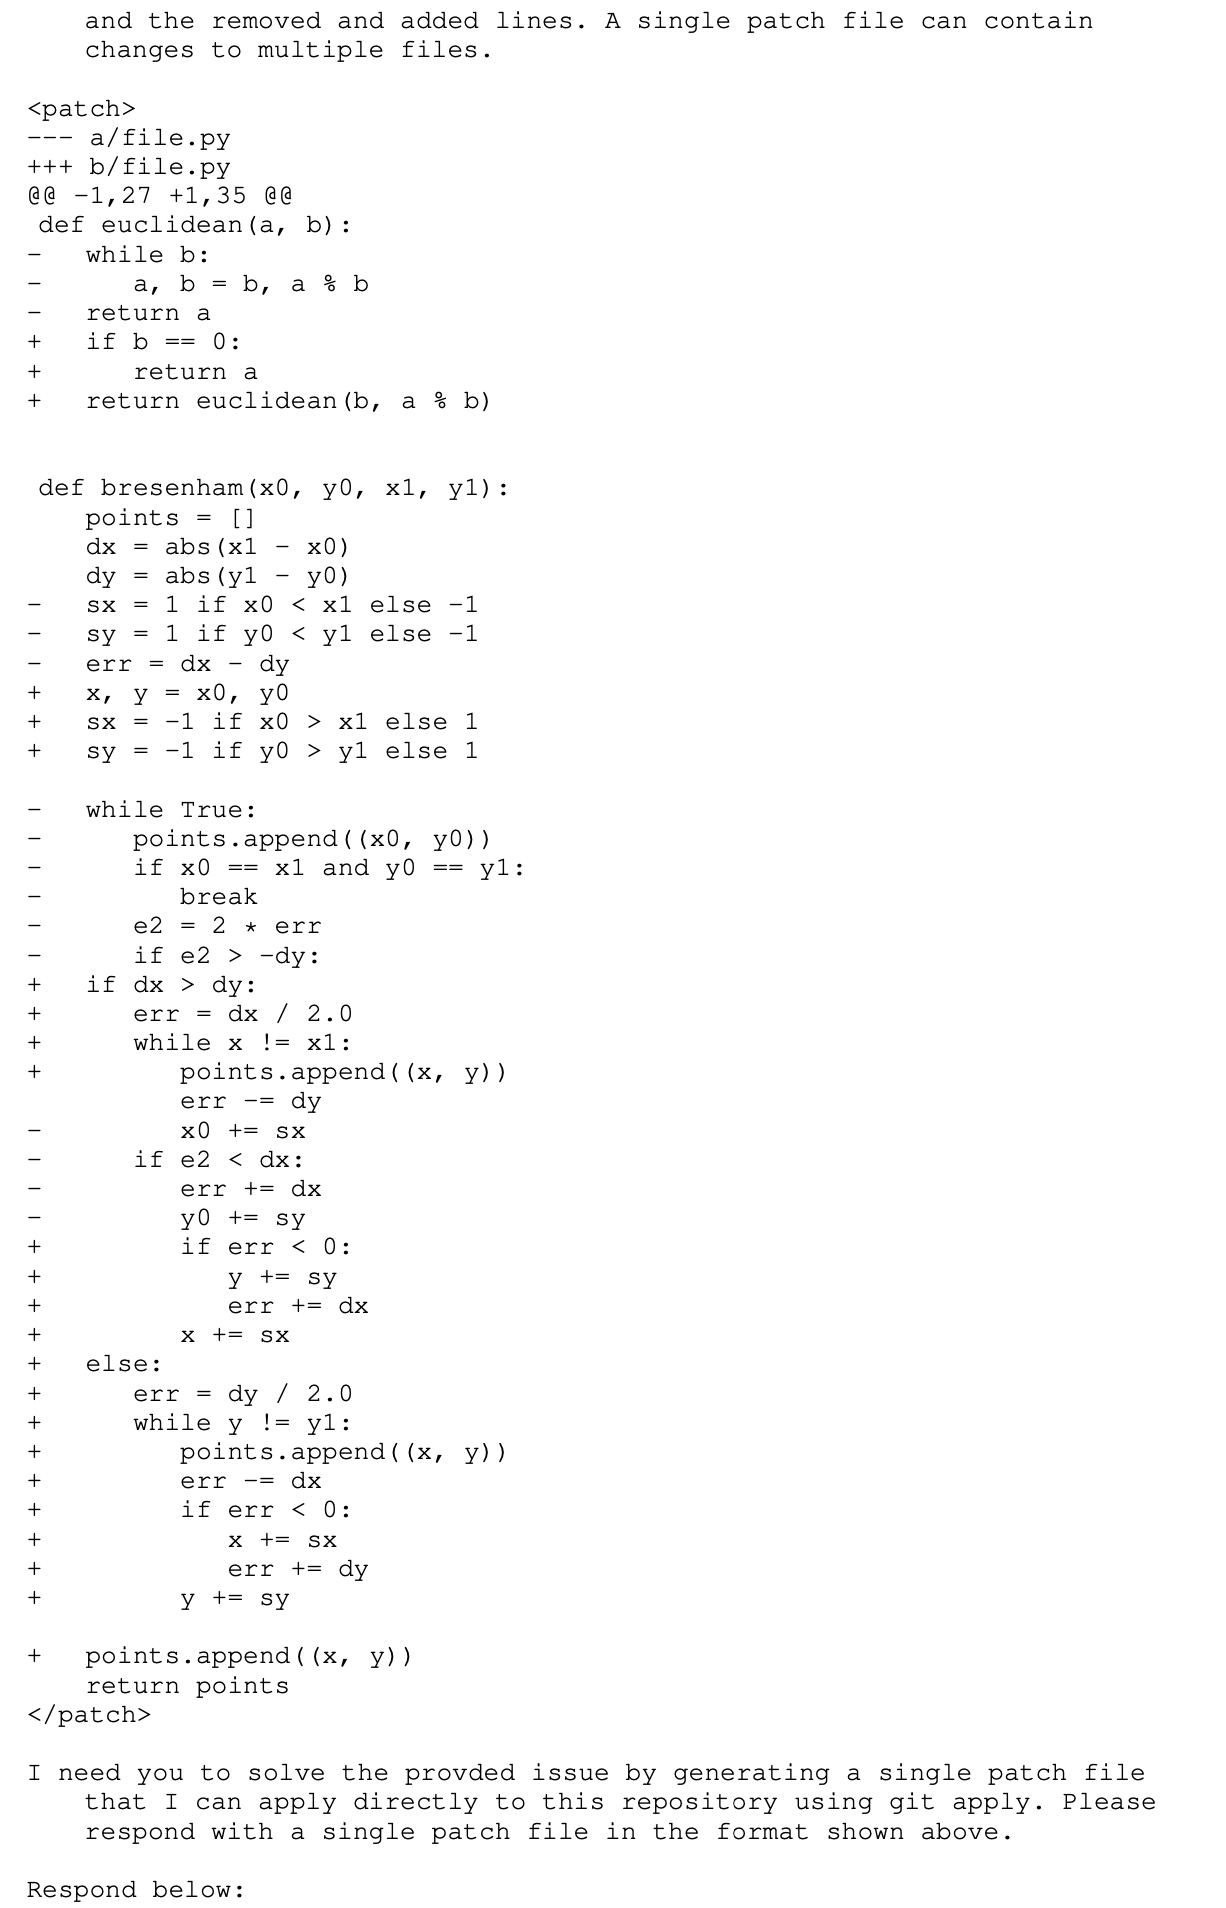 and the removed and added lines. A single patch file can contain
changes to multiple files.
<patch>
--- a/file.py
+++ b/file.py
@@ -1,27 +1,35 @@
 def euclidean(a, b):
-   while b:
-      a, b = b, a % b
-   return a
+   if b == 0:
+      return a
+   return euclidean(b, a % b)
 def bresenham(x0, y0, x1, y1):
    points = []
    dx = abs(x1 - x0)
    dy = abs(y1 - y0)
-   sx = 1 if x0 < x1 else -1
-   sy = 1 if y0 < y1 else -1
-   err = dx - dy
+   x, y = x0, y0
+   sx = -1 if x0 > x1 else 1
+   sy = -1 if y0 > y1 else 1
-   while True:
-      points.append((x0, y0))
-      if x0 == x1 and y0 == y1:
-         break
-      e2 = 2 * err
-      if e2 > -dy:
+   if dx > dy:
+      err = dx / 2.0
+      while x != x1:
+         points.append((x, y))
         err -= dy
-         x0 += sx
-      if e2 < dx:
-         err += dx
-         y0 += sy
+         if err < 0:
+            y += sy
+            err += dx
+         x += sx
+   else:
+      err = dy / 2.0
+      while y != y1:
+         points.append((x, y))
+         err -= dx
+         if err < 0:
+            x += sx
+            err += dy
+         y += sy
+   points.append((x, y))
    return points
</patch>
I need you to solve the provded issue by generating a single patch file
that I can apply directly to this repository using git apply. Please
respond with a single patch file in the format shown above.
Respond below: